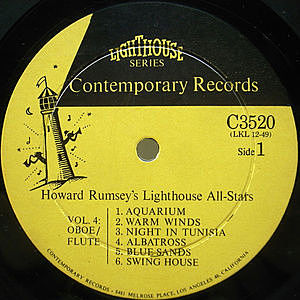 LIGHTHOUSE
SERIES
Contemporary Records
C3520
(LKL 12-49)
Side 1
Howard Rumsey's Lighthouse All-Stars
VOL. 4:
OBOE/
FLUTE
1. AQUARIUM
2. WARM WINDS
3. NIGHT IN TUNISIA
4. ALBATROSS
5. BLUE SANDS
6. SWING HOUSE
CONTEMPORARY RECORDS - 8481 MELROSE PLACE, LOS ANGELES 46, CALIFORNIA